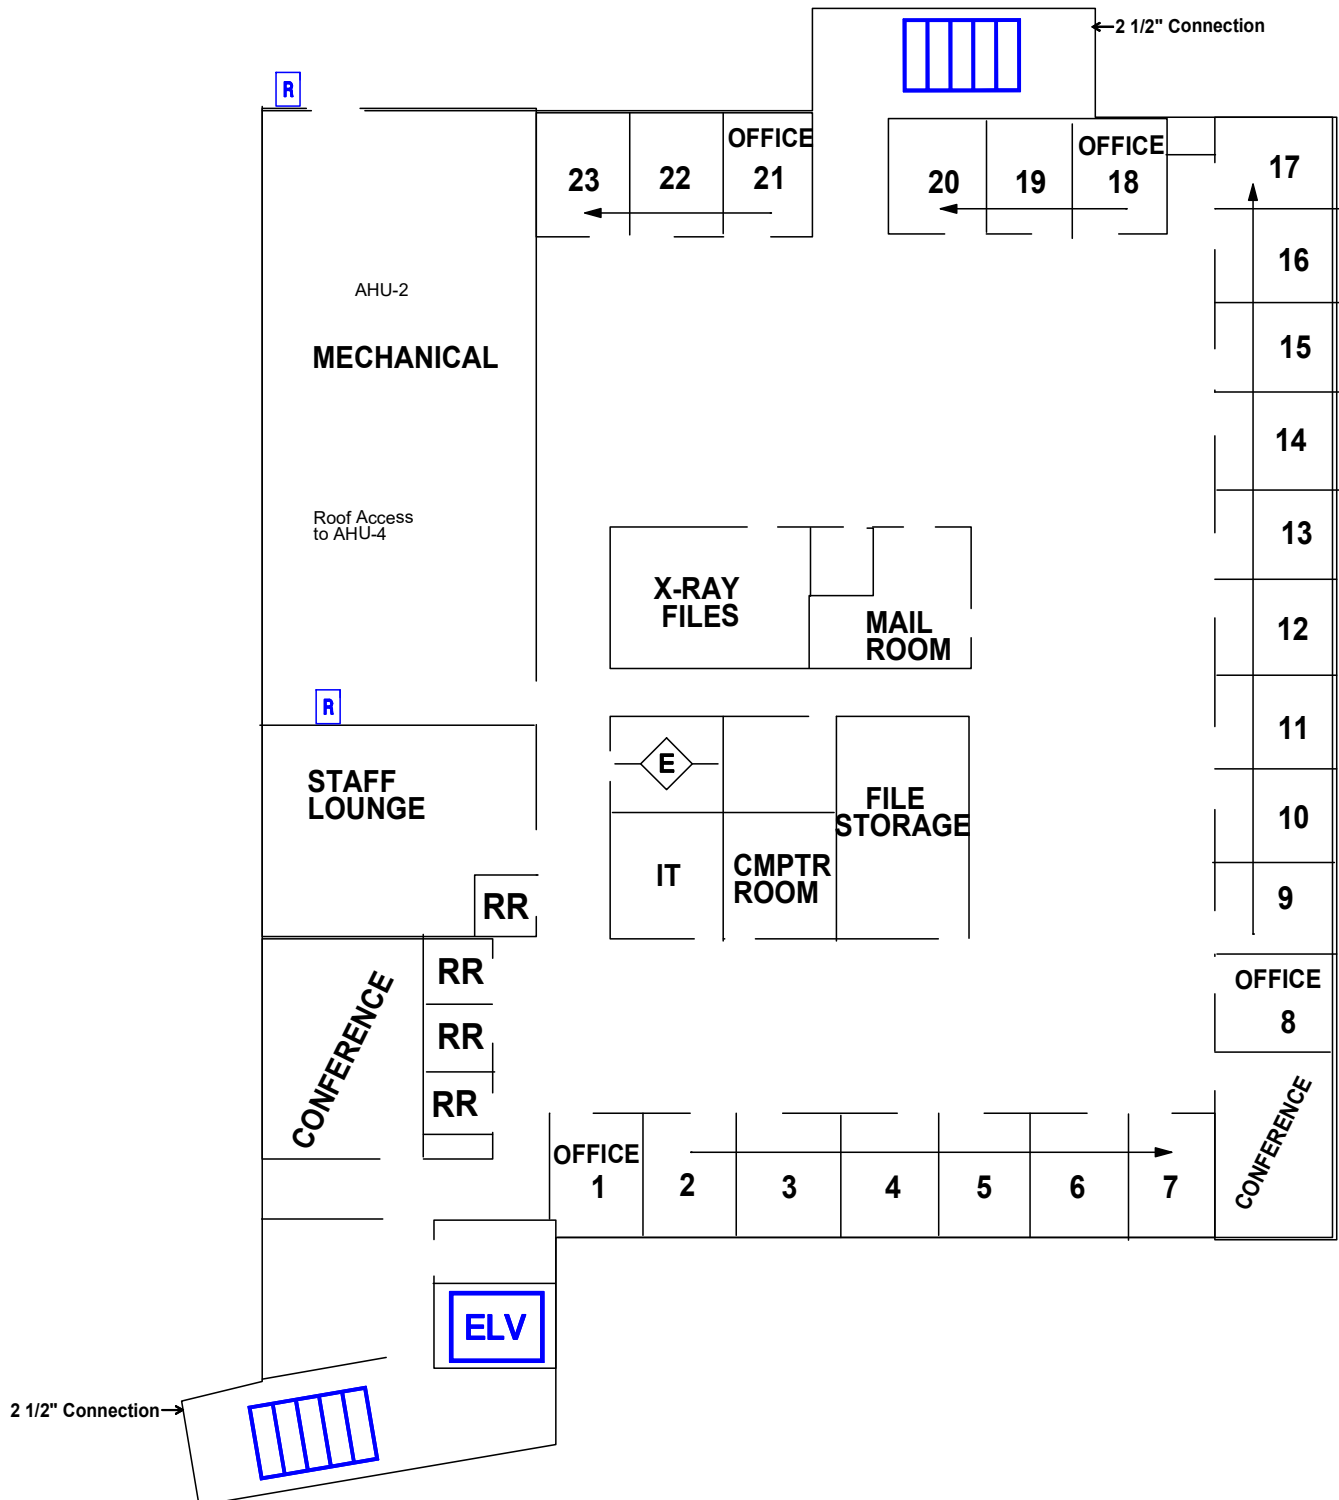 2 1/2" Connection
R
OFFICE
23
22
21
OFFICE
20
19
18
17
16
15
14
13
12
11
10
9
OFFICE
8
CONFERENCE
AHU-2
MECHANICAL
Roof Access
to AHU-4
R
X-RAY
FILES
MAIL
ROOM
STAFF
LOUNGE
E
FILE
STORAGE
IT
CMPTR
ROOM
RR
RR
RR
RR
CONFERENCE
OFFICE
1
2
3
4
5
6
7
ELV
2 1/2" Connection